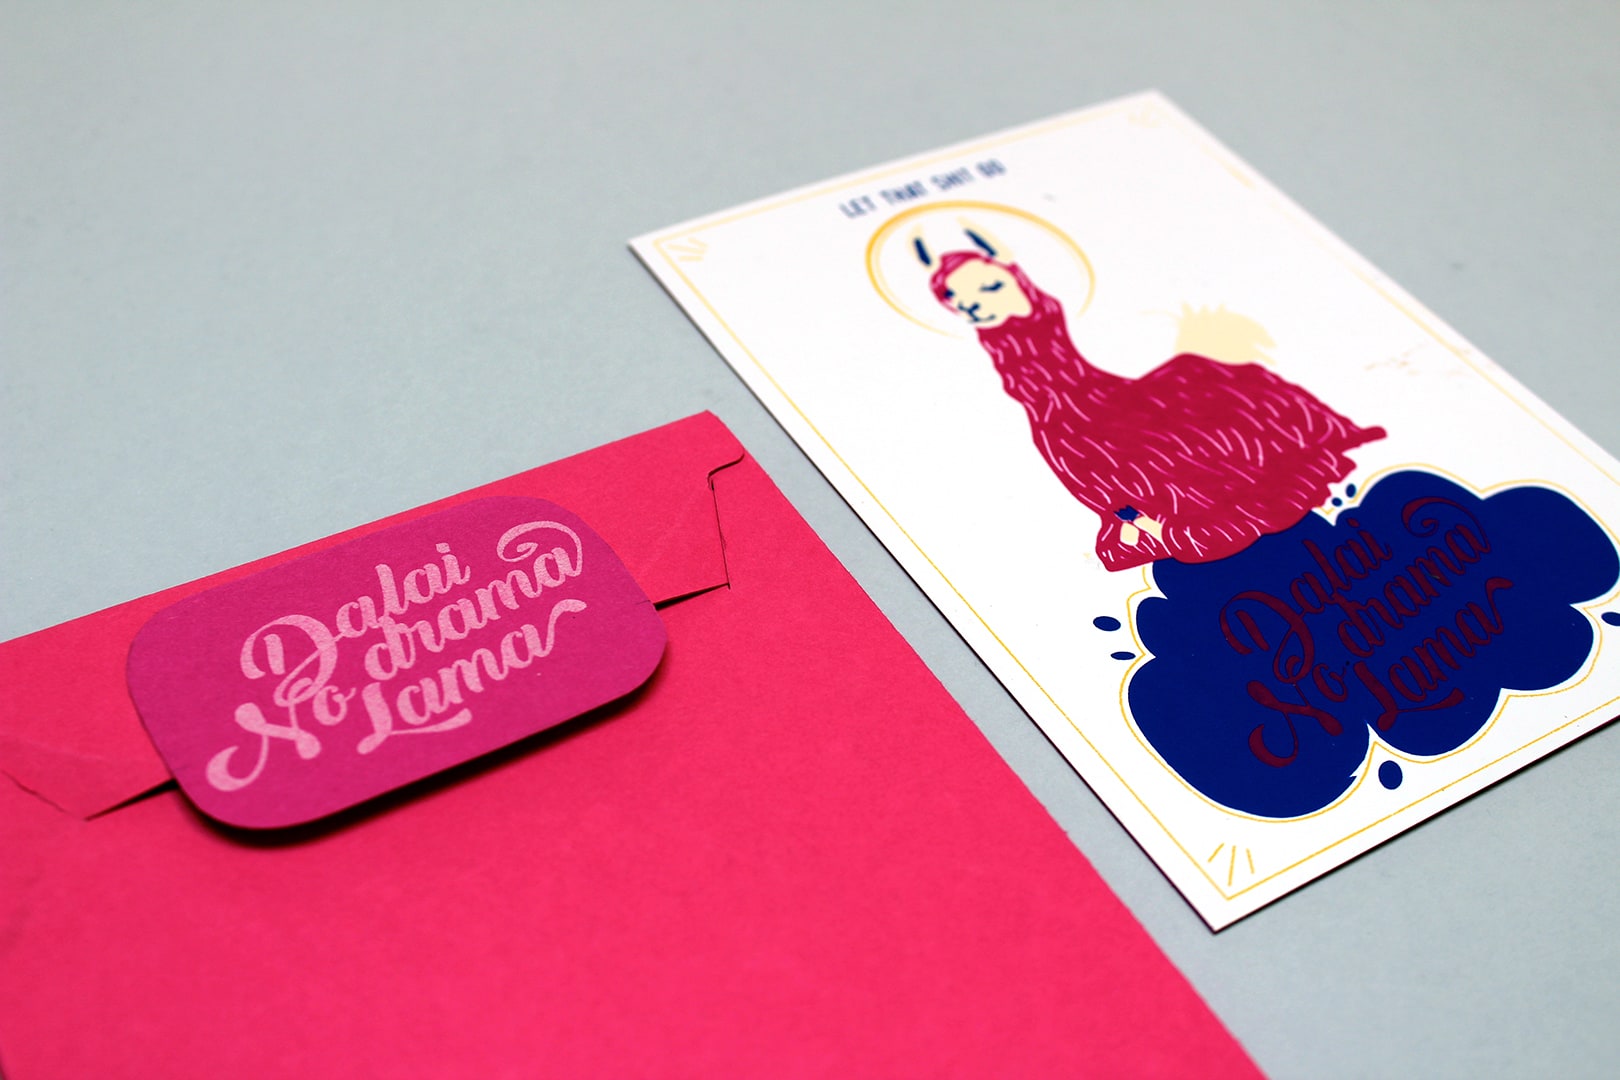 Dalai
drama
No
Lama
LET THAT SHIT GO
Dalai
drama
No
Lama